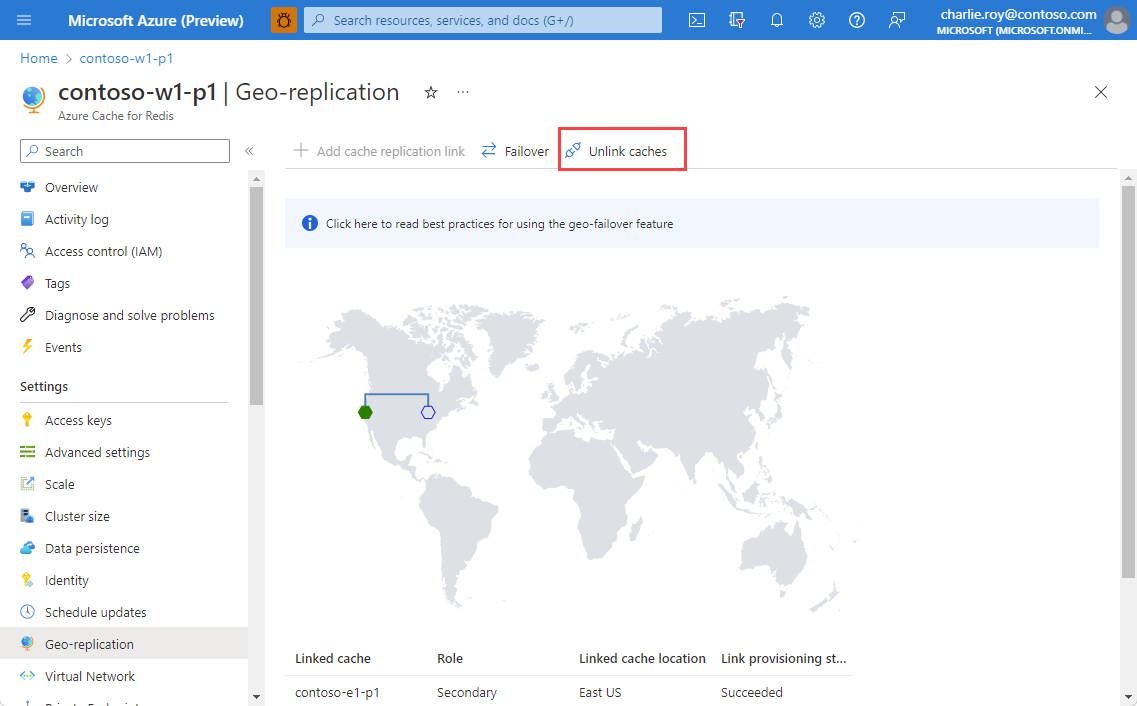 Microsoft Azure (Preview)
Search resources, services, and docs (G+/)
charlie.roy@contoso.com
MICROSOFT (MICROSOFT.ONMI...
Home > contoso-w1-p1
contoso-w1-p1 | Geo-replication
Azure Cache for Redis
Search
Add cache replication link
Failover
Unlink caches
Overview
Activity log
Access control (IAM)
Tags
Diagnose and solve problems
Events
Settings
Access keys
Advanced settings
Scale
Cluster size
Data persistence
Identity
Schedule updates
Geo-replication
Virtual Network
Click here to read best practices for using the geo-failover feature
Linked cache Role Linked cache location Link provisioning st...
contoso-e1-p1 Secondary East US Succeeded